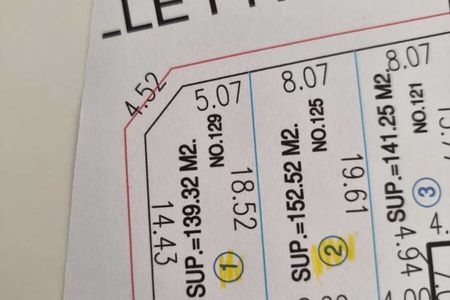 4.52
5.07
8.07
8.07
14.43
SUP.=139.32 M2.
NO.129
18.52
1
SUP.=152.52 M2.
NO.125
19.61
2
SUP.=141.25 M2.
NO.121
3
4.94